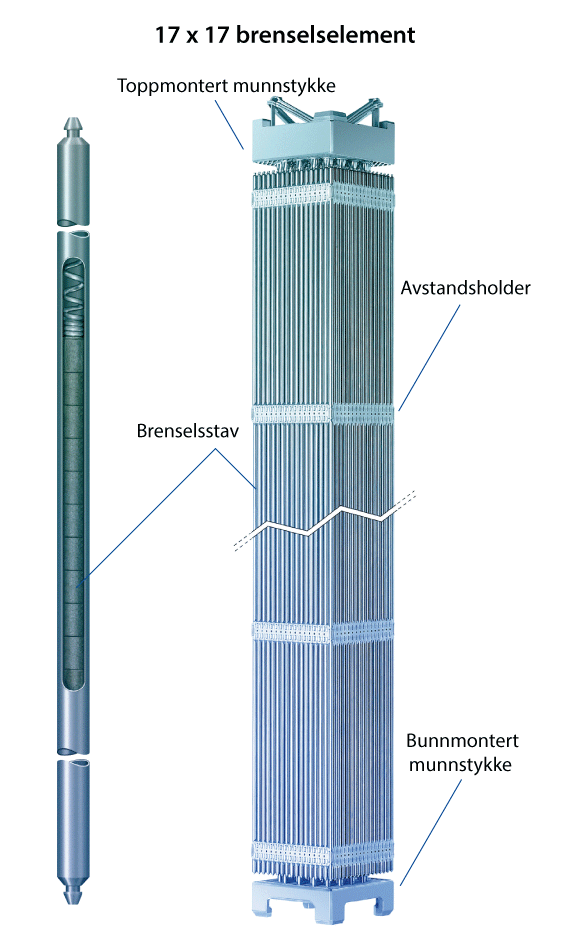 17 x 17 brenselselement
Toppmontert munnstykke
Avstandsholder
Brenselsstav
Bunnmontert
munnstykke